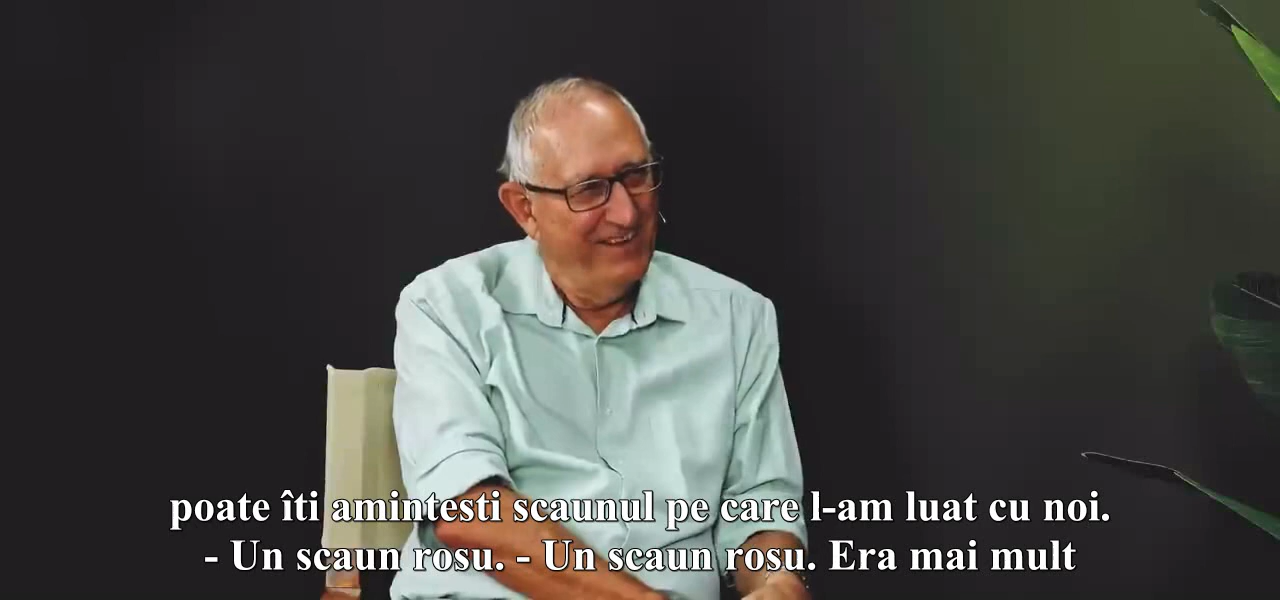 poate îti amintesti scaunul pe care l-am luat cu noi.
- Un scaun rosu. - Un scaun rosu. Era mai mult